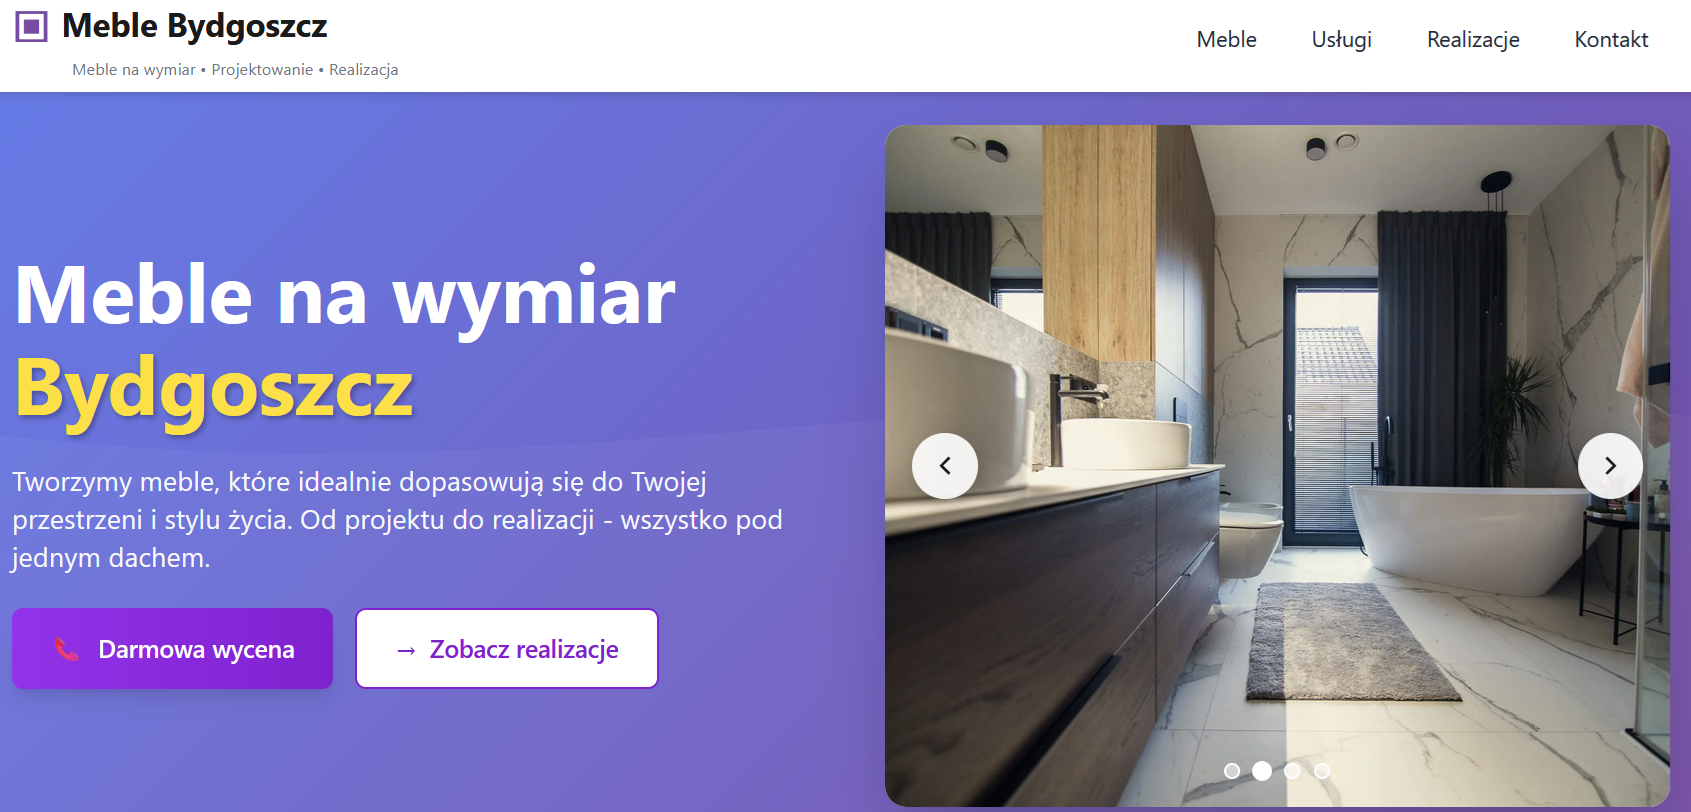 Meble Bydgoszcz
Meble na wymiar • Projektowanie • Realizacja
Meble
Usługi
Realizacje
Kontakt
Meble na wymiar
Bydgoszcz
Tworzymy meble, które idealnie dopasowują się do Twojej
przestrzeni i stylu życia. Od projektu do realizacji - wszystko pod
jednym dachem.
Darmowa wycena
→ Zobacz realizacje